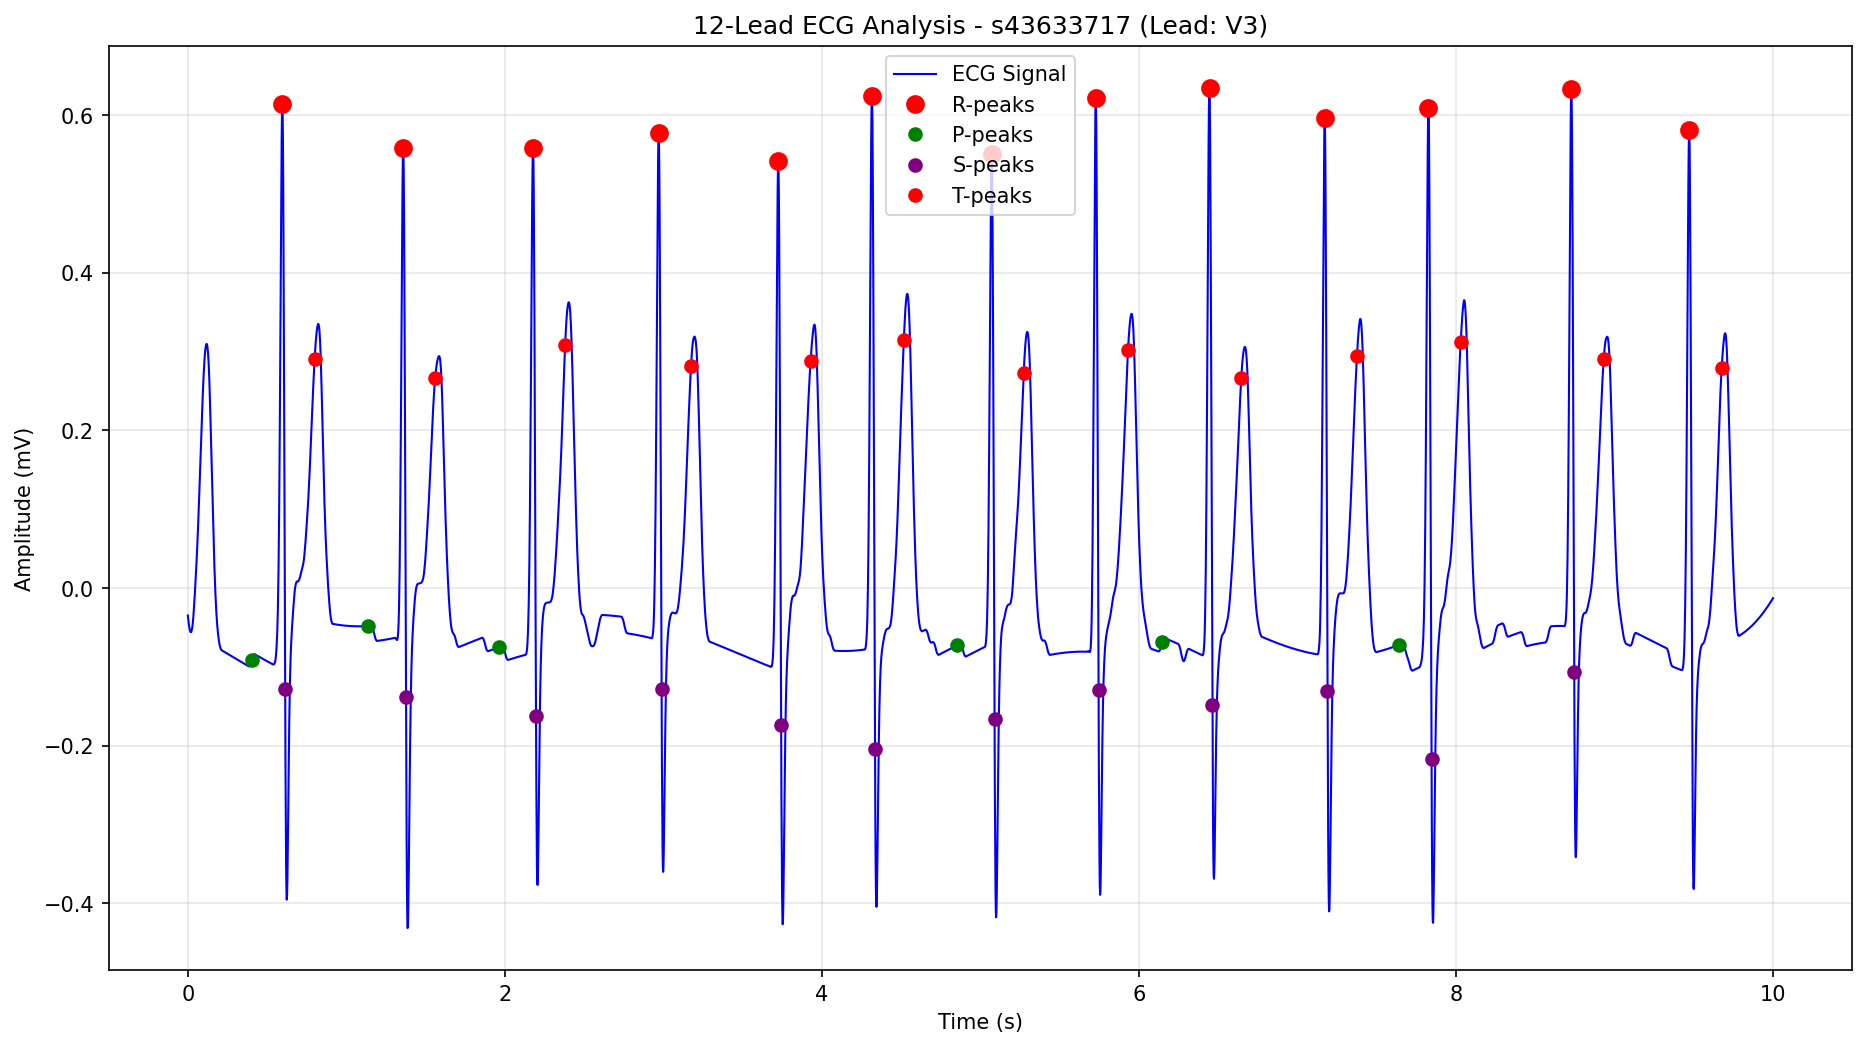 12-Lead ECG Analysis - s43633717 (Lead: V3)
ECG Signal
R-peaks
P-peaks
S-peaks
T-peaks
Amplitude (mV)
0.6
0.4
0.2
0.0
−0.2
−0.4
0 2 4 6 8 10
Time (s)